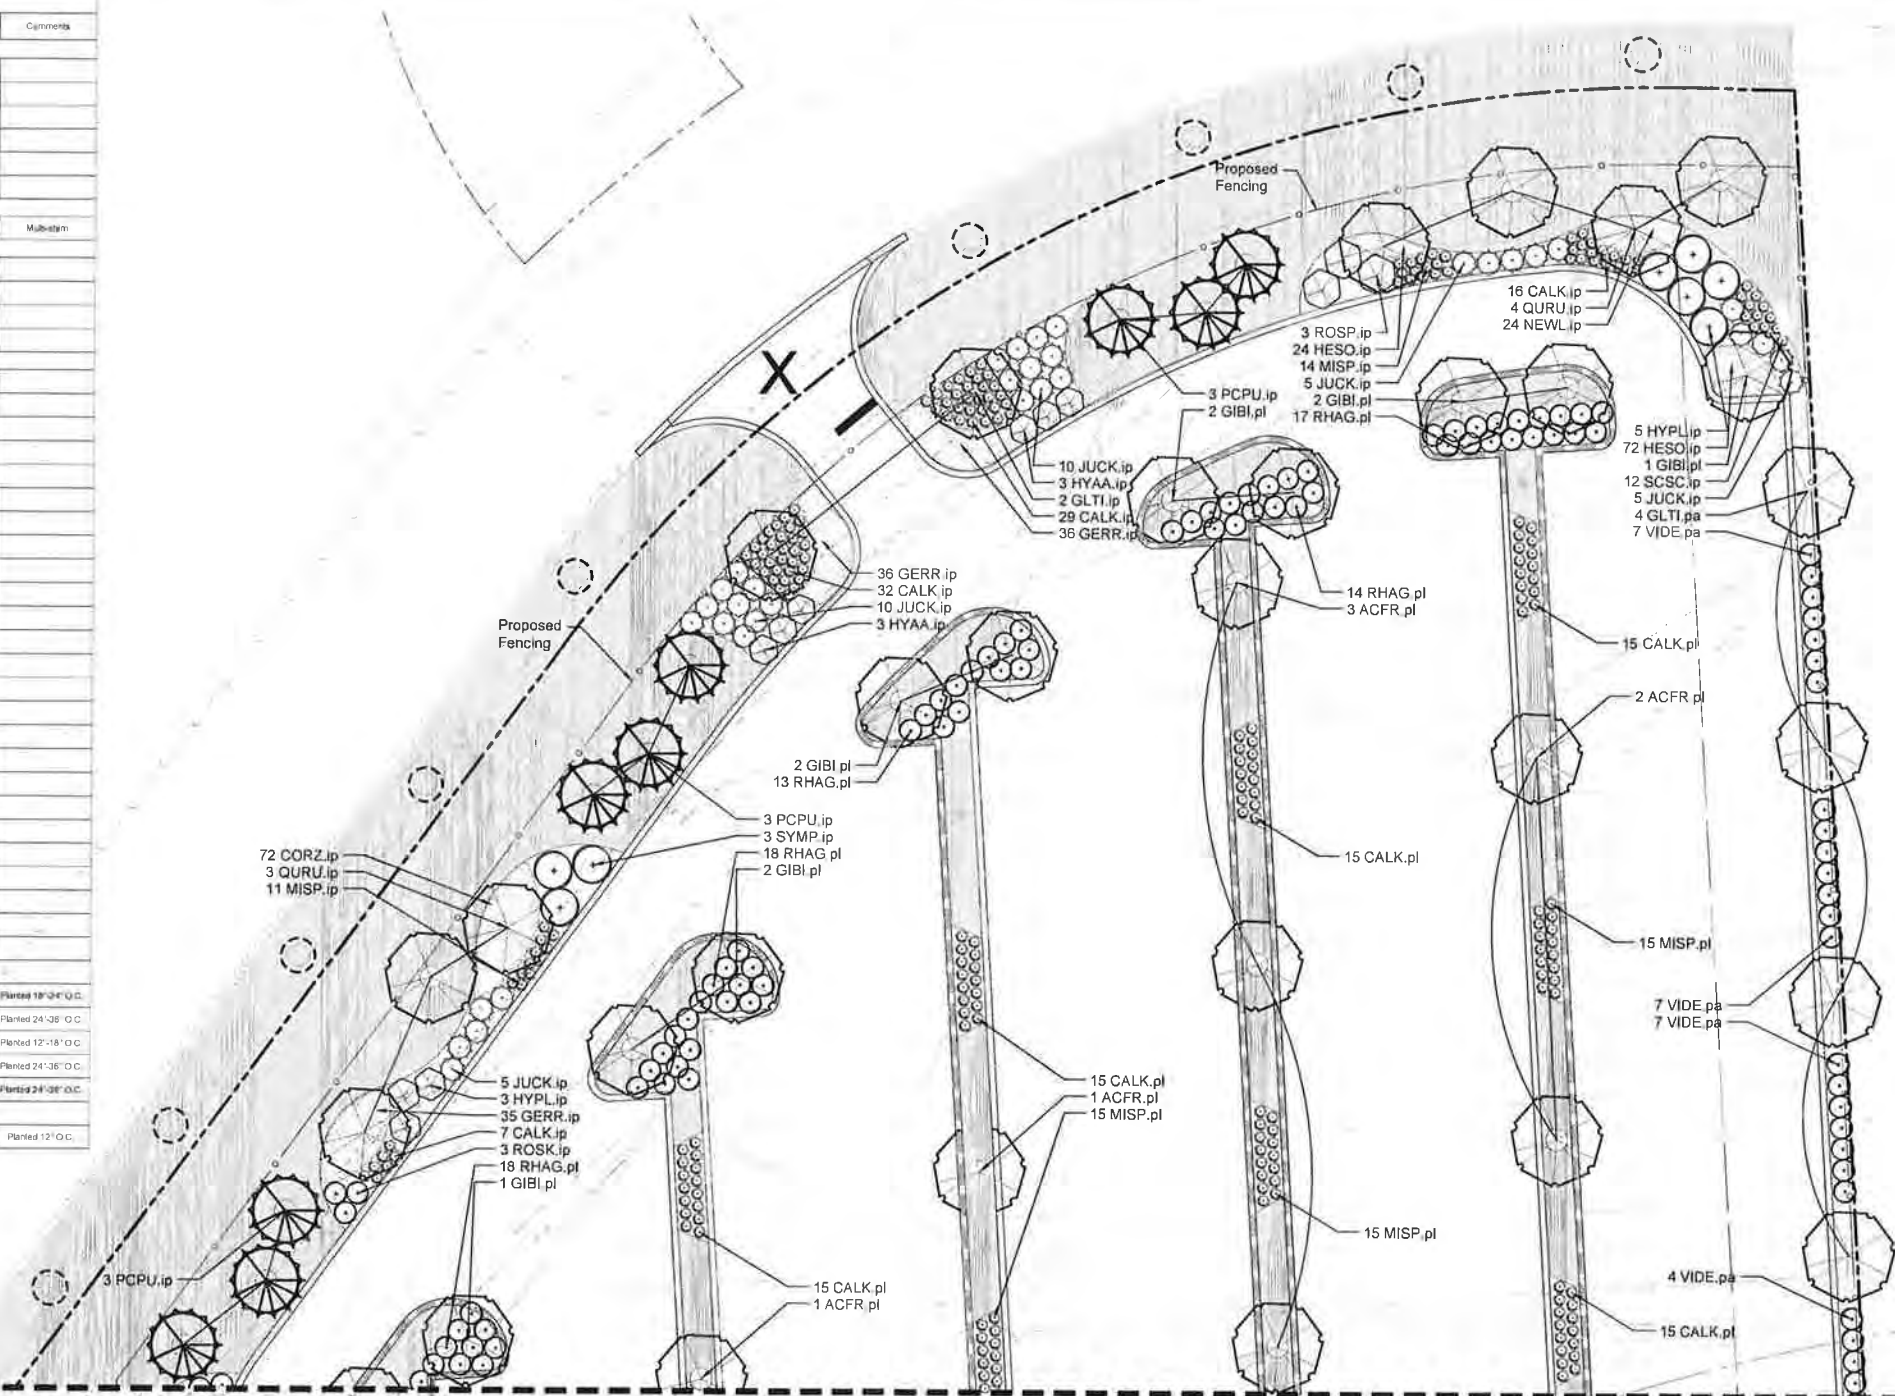 Comments
Multi-stem
Planted 18"-24" O.C.
Planted 24"-36" O.C.
Planted 12"-18" O.C.
Planted 24"-36" O.C.
Planted 24"-36" O.C.
Planted 12" O.C.
Proposed
Fencing
X
16 CALK.ip
4 QURU.ip
24 NEWL.ip
3 ROSP.ip
24 HESO.ip
14 MISP.ip
5 JUCK.ip
2 GIBI.pl
17 RHAG.pl
3 PCPU.ip
2 GIBI.pl
5 HYPL.ip
72 HESO.ip
1 GIBI.pl
12 SCSC.ip
5 JUCK.ip
4 GLTI.pa
7 VIDE.pa
10 JUCK.ip
3 HYAA.ip
2 GLTI.ip
29 CALK.ip
36 GERR.ip
36 GERR.ip
32 CALK.ip
10 JUCK.ip
3 HYAA.ip
14 RHAG.pl
3 ACFR.pl
Proposed
Fencing
15 CALK.pl
2 ACFR.pl
2 GIBI.pl
13 RHAG.pl
3 PCPU.ip
3 SYMP.ip
18 RHAG.pl
2 GIBI.pl
72 CORZ.ip
3 QURU.ip
11 MISP.ip
15 CALK.pl
15 MISP.pl
7 VIDE.pa
7 VIDE.pa
5 JUCK.ip
3 HYPL.ip
35 GERR.ip
7 CALK.ip
3 ROSK.ip
18 RHAG.pl
1 GIBI.pl
15 CALK.pl
1 ACFR.pl
15 MISP.pl
15 MISP.pl
3 PCPU.ip
15 CALK.pl
1 ACFR.pl
4 VIDE.pa
15 CALK.pl